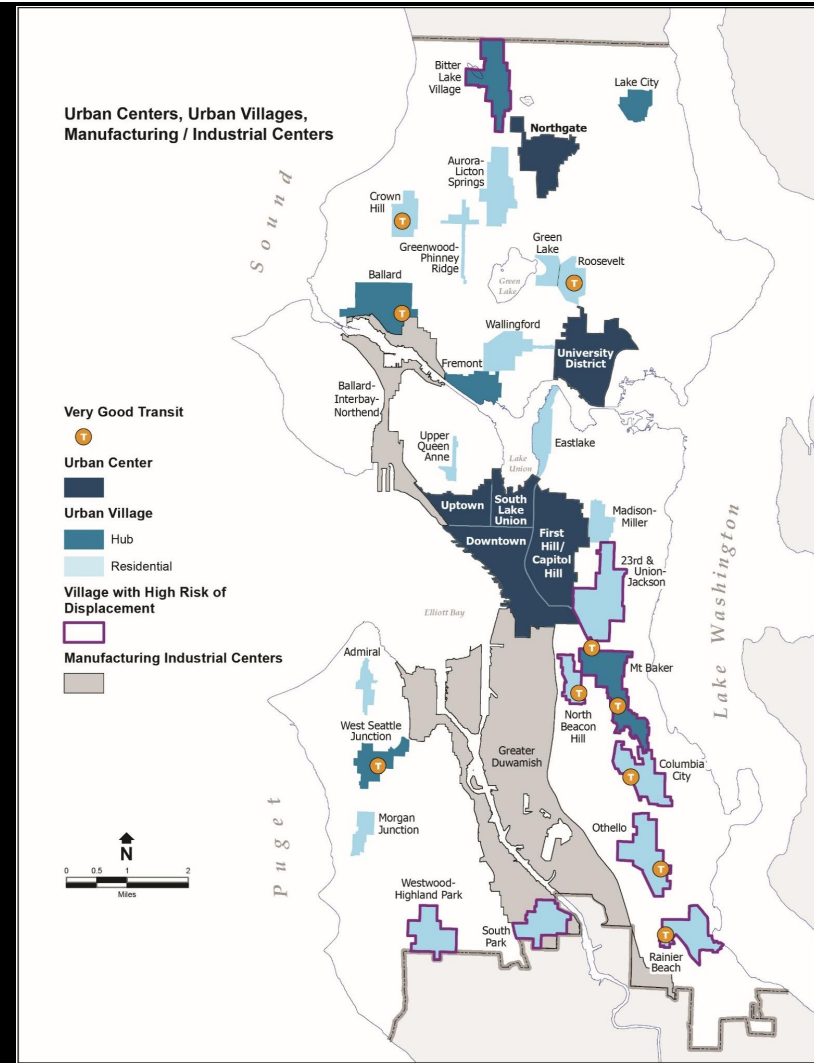 Urban Centers, Urban Villages,
Manufacturing / Industrial Centers
Bitter
Lake
Village
Lake City
Northgate
Aurora-
Licton
Springs
Crown
Hill
T
Greenwood-
Phinney
Ridge
Green
Lake
Roosevelt
T
Green
Lake
Sound
Ballard
T
Wallingford
University
District
Fremont
Ballard-
Interbay-
Northend
Very Good Transit
T
Urban Center
Urban Village
Hub
Residential
Village with High Risk of
Displacement
Manufacturing Industrial Centers
Upper
Queen
Anne
Lake
Union
Eastlake
Uptown
South
Lake
Union
Downtown
First
Hill/
Capitol
Hill
Madison-
Miller
23rd &
Union-
Jackson
Lake Washington
Elliott Bay
T
Mt Baker
T
T
North
Beacon
Hill
Admiral
West Seattle
Junction
T
Greater
Duwamish
Columbia
City
T
Puget
Morgan
Junction
Othello
T
N
0 0.5 1 2
Miles
Westwood-
Highland Park
South
Park
T
Rainier
Beach